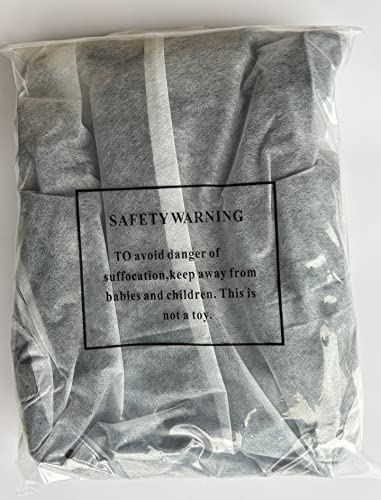 SAFETY WARNING
TO avoid danger of
suffocation,keep away from
babies and children. This is
not a toy.